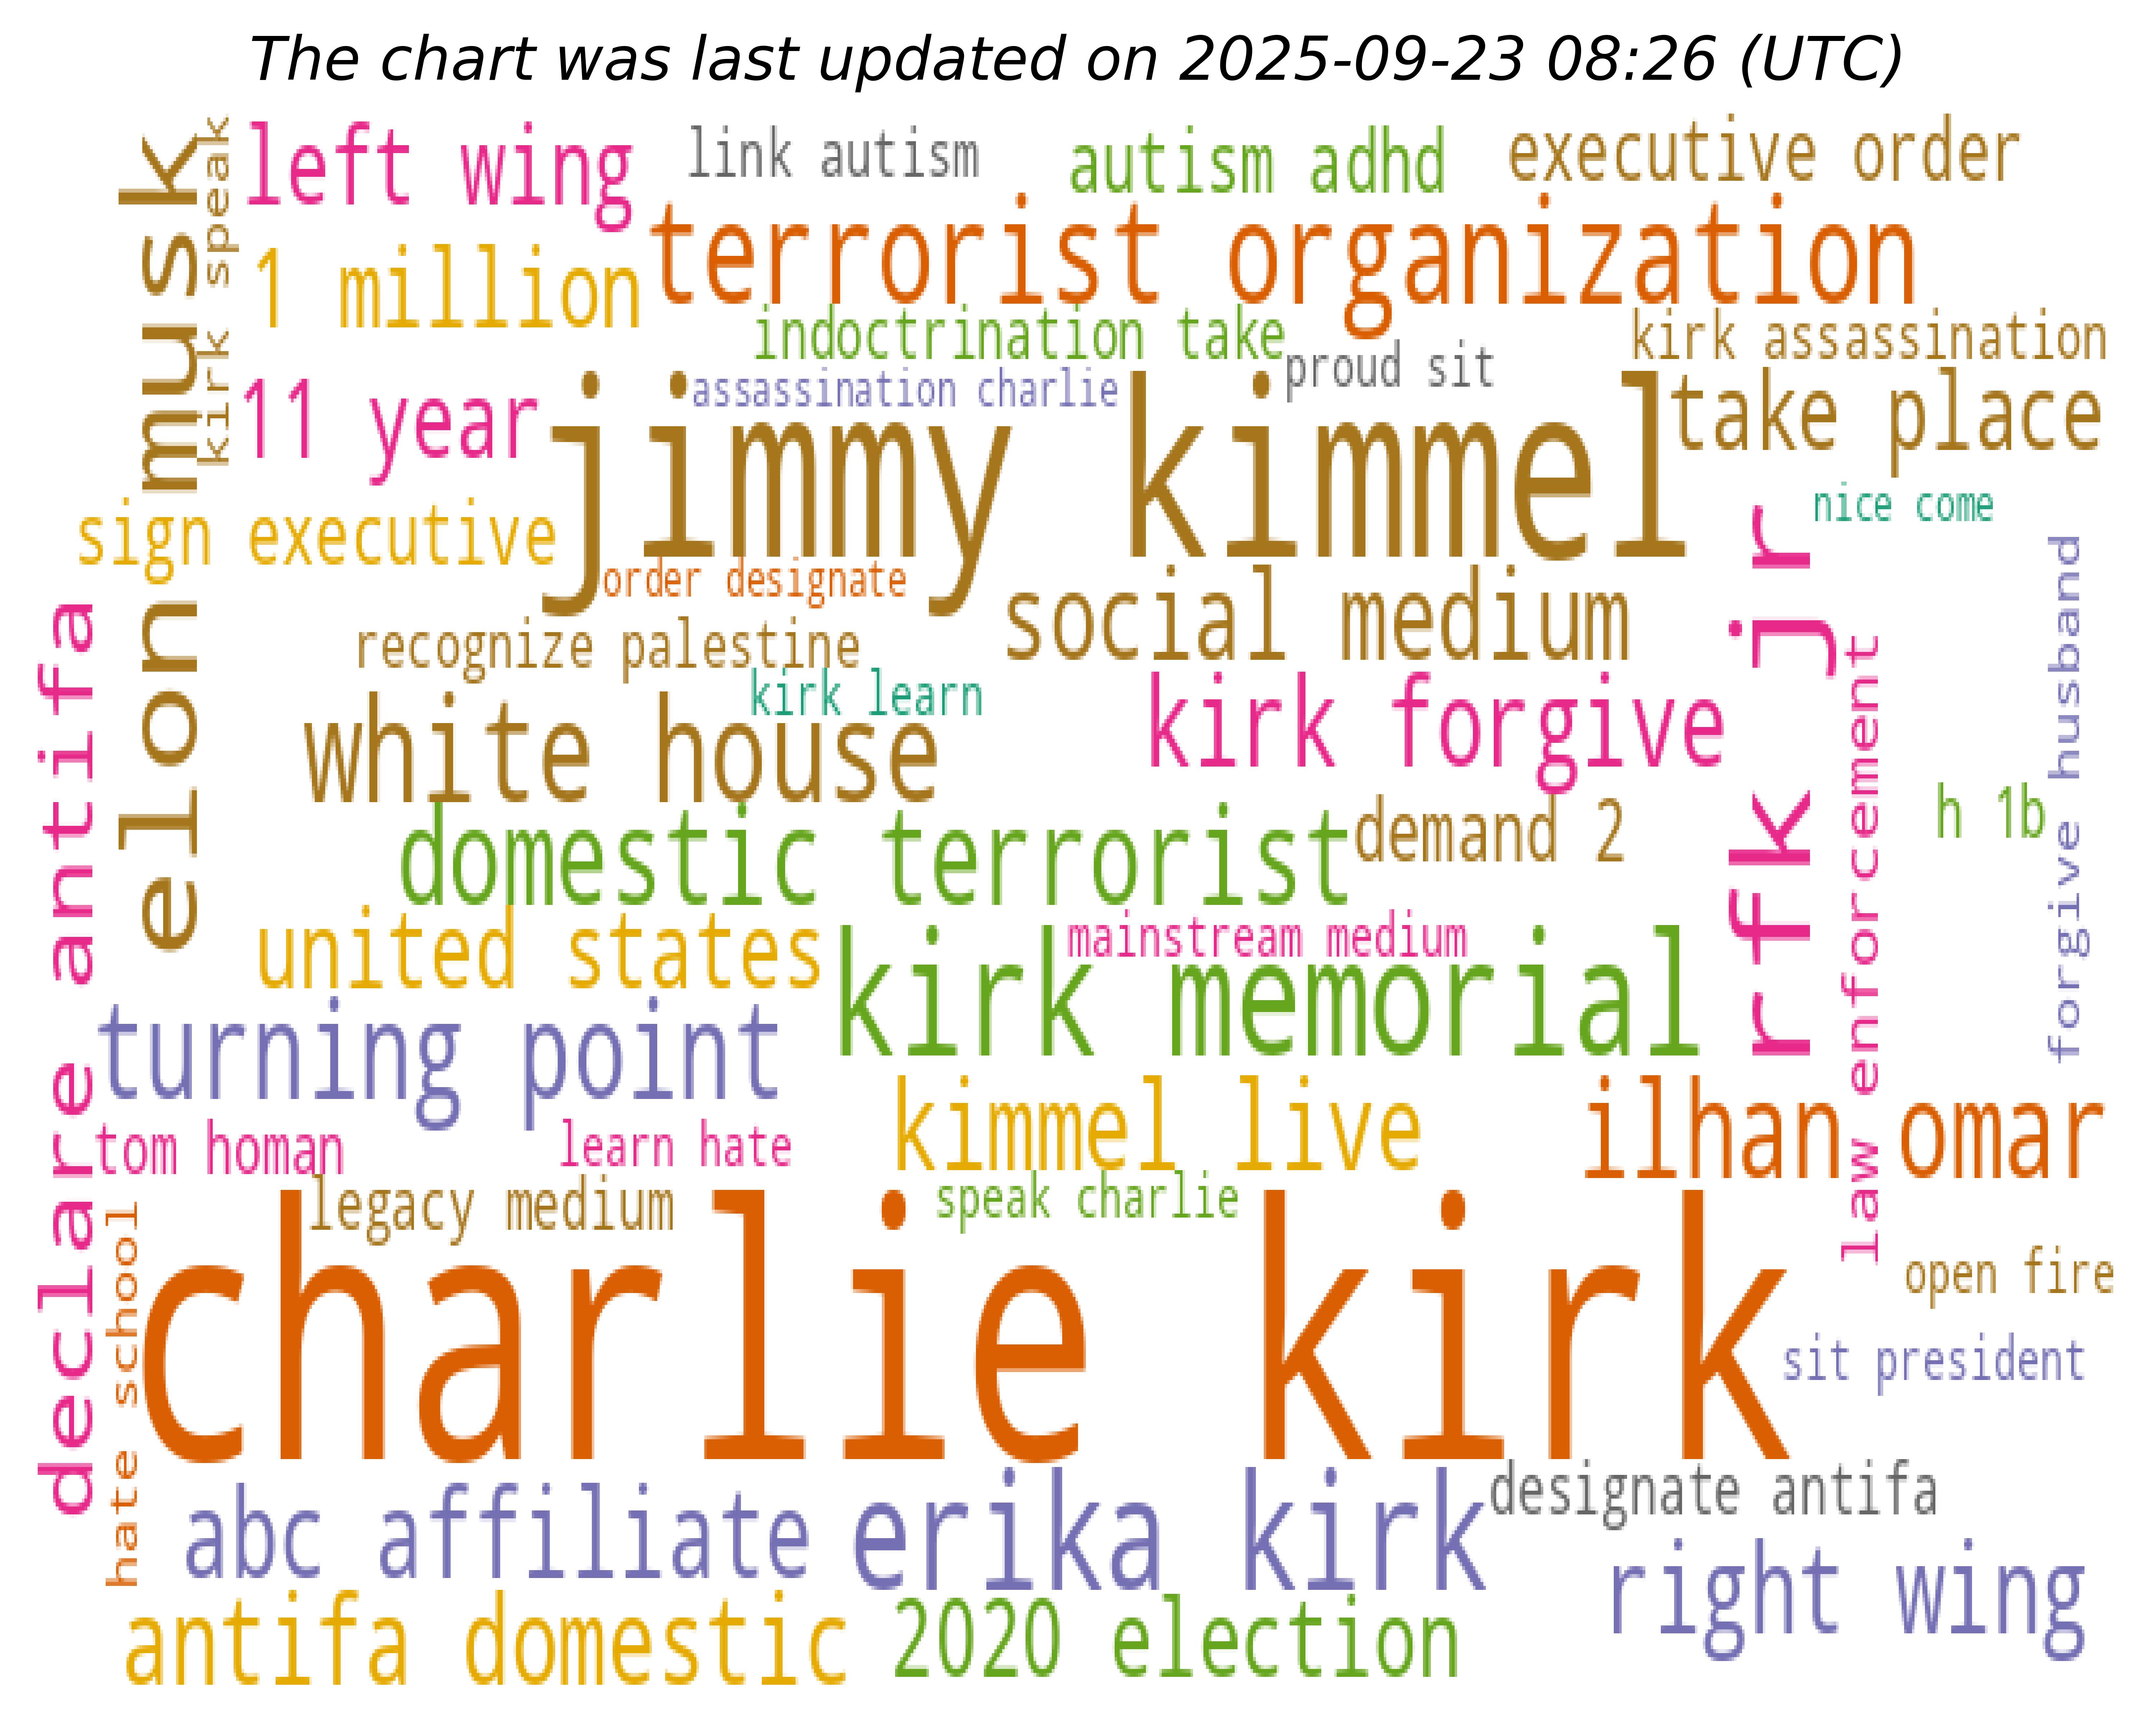 The chart was last updated on 2025-09-23 08:26 (UTC)
elon musk
kirk speak
left wing
link autism
autism adhd
executive order
terrorist organization
1 million
indoctrination take
kirk assassination
proud sit
assassination charlie
11 year
jimmy kimmel
take place
nice come
sign executive
order designate
social medium
recognize palestine
kirk learn
white house
kirk forgive
rfk jr
law enforcement
forgive husband
h 1b
declare antifa
domestic terrorist
demand 2
united states
mainstream medium
kirk memorial
turning point
kimmel live
ilhan omar
tom homan
learn hate
legacy medium
speak charlie
hate school
charlie kirk
open fire
sit president
designate antifa
abc affiliate
erika kirk
right wing
antifa domestic
2020 election